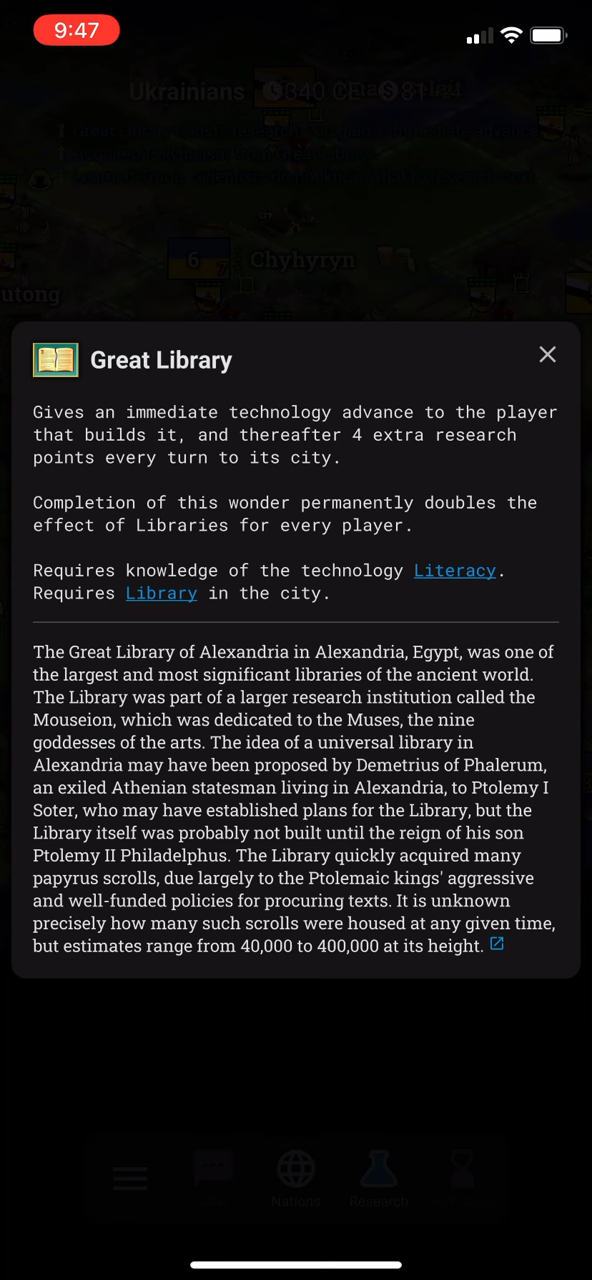 9:47
Ukrainians
6
Chyhyryn
utong
Great Library
Gives an immediate technology advance to the player
that builds it, and thereafter 4 extra research
points every turn to its city.
Completion of this wonder permanently doubles the
effect of Libraries for every player.
Requires knowledge of the technology Literacy.
Requires Library in the city.
The Great Library of Alexandria in Alexandria, Egypt, was one of
the largest and most significant libraries of the ancient world.
The Library was part of a larger research institution called the
Mouseion, which was dedicated to the Muses, the nine
goddesses of the arts. The idea of a universal library in
Alexandria may have been proposed by Demetrius of Phalerum,
an exiled Athenian statesman living in Alexandria, to Ptolemy I
Soter, who may have established plans for the Library, but the
Library itself was probably not built until the reign of his son
Ptolemy II Philadelphus. The Library quickly acquired many
papyrus scrolls, due largely to the Ptolemaic kings' aggressive
and well-funded policies for procuring texts. It is unknown
precisely how many such scrolls were housed at any given time,
but estimates range from 40,000 to 400,000 at its height.
Nations
Research